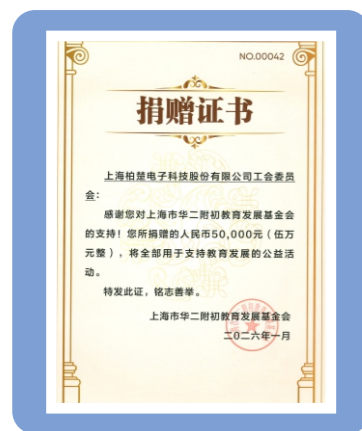 NO.00042
捐赠证书
上海柏楚电子科技股份有限公司工会委员
会：
感谢您对上海市华二附初教育发展基金会
的支持！您所捐赠的人民币50,000元（伍万
元整），将全部用于支持教育发展的公益活
动。
特发此证，铭志善举。
上海市华二附初教育发展基金会
二〇二六年一月